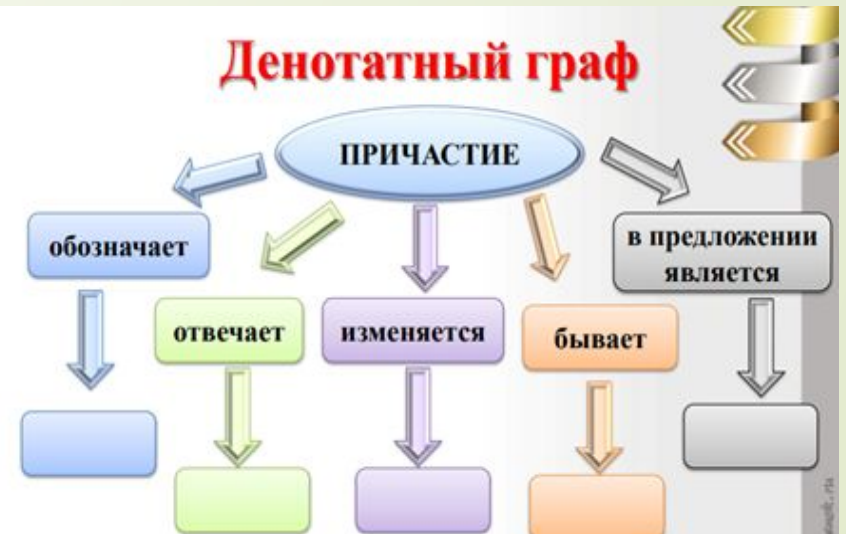 Денотатный граф
ПРИЧАСТИЕ
обозначает
отвечает
изменяется
бывает
в предложении
является